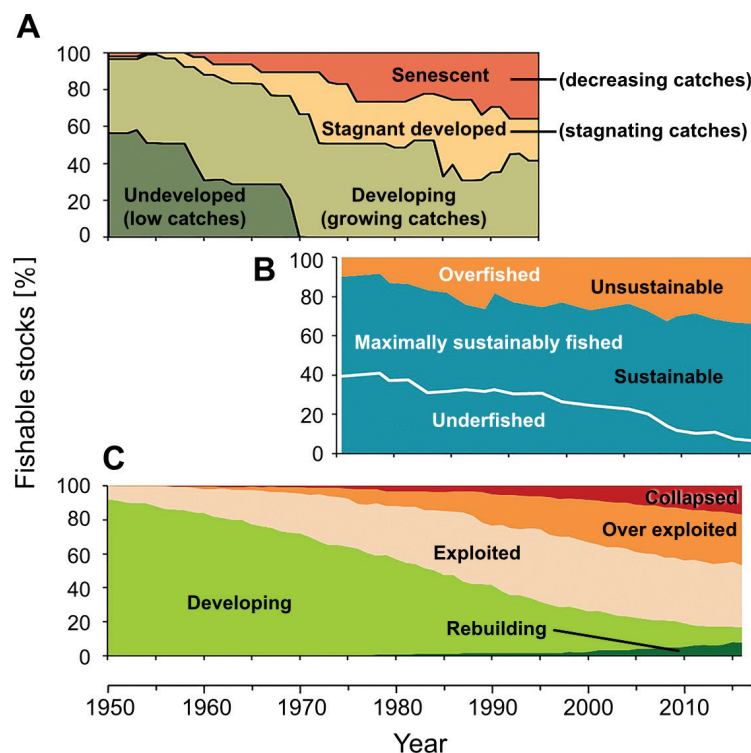 A
100
80
60
40
20
0
Senescent
(decreasing catches)
Stagnant developed
(stagnating catches)
Undeveloped
(low catches)
Developing
(growing catches)
Fishable stocks [%]
B
100
80
60
40
20
0
Overfished
Unsustainable
Maximally sustainably fished
Sustainable
Underfished
C
100
80
60
40
20
0
Collapsed
Over exploited
Exploited
Developing
Rebuilding
1950 1960 1970 1980 1990 2000 2010
Year